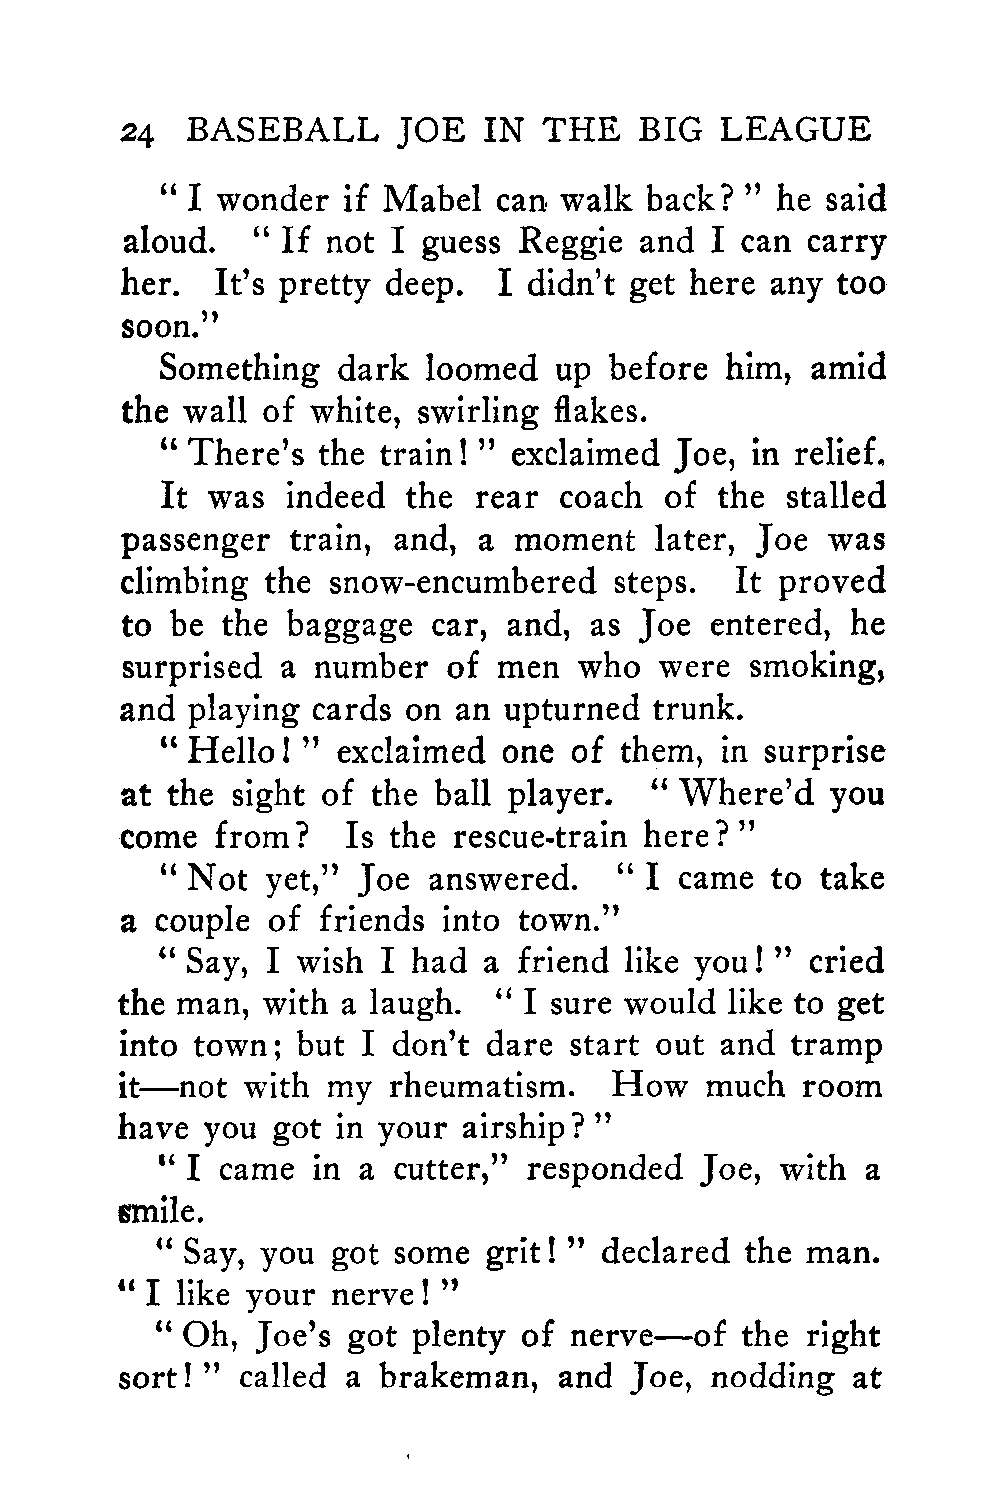 24 BASEBALL JOE IN THE BIG LEAGUE
" I wonder if Mabel can walk back? " he said
aloud. " If not I guess Reggie and I can carry
her. It's pretty deep. I didn't get here any too
soon."
Something dark loomed up before him, amid
the wall of white, swirling flakes.
" There's the train! " exclaimed Joe, in relief.
It was indeed the rear coach of the stalled
passenger train, and, a moment later, Joe was
climbing the snow-encumbered steps. It proved
to be the baggage car, and, as Joe entered, he
surprised a number of men who were smoking,
and playing cards on an upturned trunk.
" Hello! " exclaimed one of them, in surprise
at the sight of the ball player. " Where'd you
come from? Is the rescue-train here? "
" Not yet," Joe answered. " I came to take
a couple of friends into town."
" Say, I wish I had a friend like you! " cried
the man, with a laugh. " I sure would like to get
into town; but I don't dare start out and tramp
it—not with my rheumatism. How much room
have you got in your airship? "
" I came in a cutter," responded Joe, with a
smile.
" Say, you got some grit! " declared the man.
" I like your nerve! "
" Oh, Joe's got plenty of nerve—of the right
sort! " called a brakeman, and Joe, nodding at